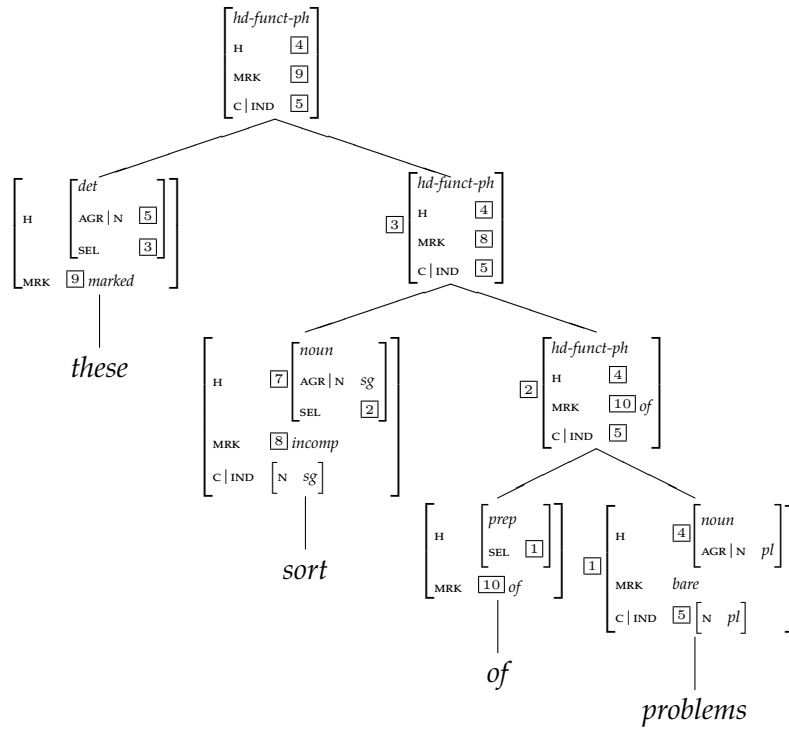 hd-funct-ph
H 4
MRK 9
C|IND 5
H det
AGR|N 5
SEL 3
MRK 9 marked
these
3 hd-funct-ph
H 4
MRK 8
C|IND 5
H 7 noun
AGR|N sg
SEL 2
MRK 8 incomp
C|IND N sg
sort
2 hd-funct-ph
H 4
MRK 10 of
C|IND 5
H prep
SEL 1
MRK 10 of
of
1 H 4 noun
AGR|N pl
MRK bare
C|IND 5 N pl
problems